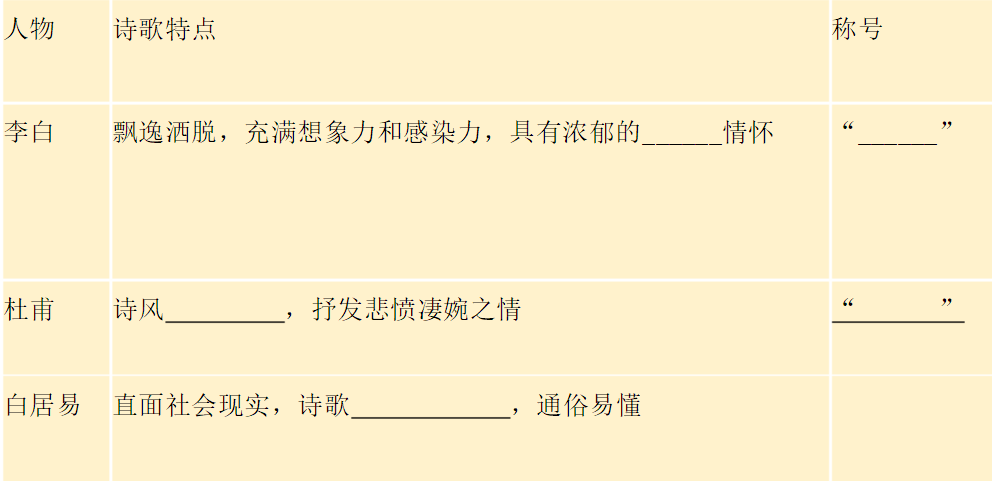 人物 诗歌特点 称号
李白 飘逸洒脱，充满想象力和感染力，具有浓郁的______情怀 “______”
杜甫 诗风_________，抒发悲愤凄婉之情 “______”
白居易 直面社会现实，诗歌____________，通俗易懂